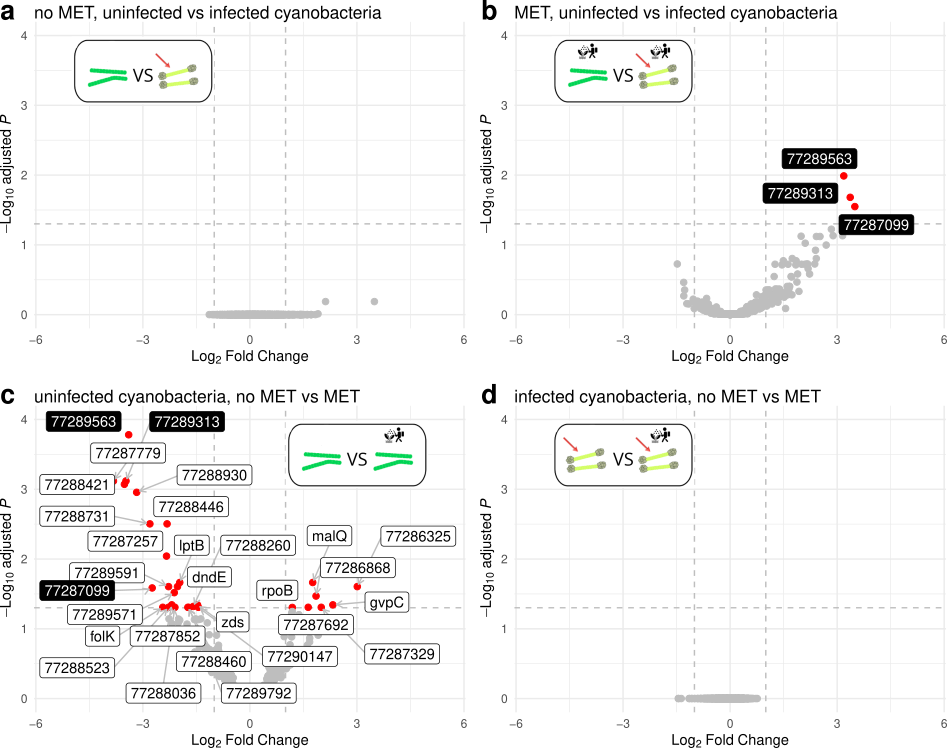 a no MET, uninfected vs infected cyanobacteria
4
3
2
1
0
−6 −3 0 3 6
−Log10 adjusted P
Log2 Fold Change
VS
b MET, uninfected vs infected cyanobacteria
4
3
2
1
0
−6 −3 0 3 6
−Log10 adjusted P
Log2 Fold Change
VS
77289563
77289313
77287099
c uninfected cyanobacteria, no MET vs MET
4
3
2
1
0
−6 −3 0 3 6
−Log10 adjusted P
Log2 Fold Change
VS
77289563 77289313
77287779
77288421
77288930
77288446
77288731
77287257
lptB
77288260
malQ
77286325
77286868
77289591
dndE
77287099
rpoB
gvpC
77289571
zds
77287692
folK
77287852
77287329
77288523
77288460
77290147
77288036
77289792
d infected cyanobacteria, no MET vs MET
4
3
2
1
0
−6 −3 0 3 6
−Log10 adjusted P
Log2 Fold Change
VS